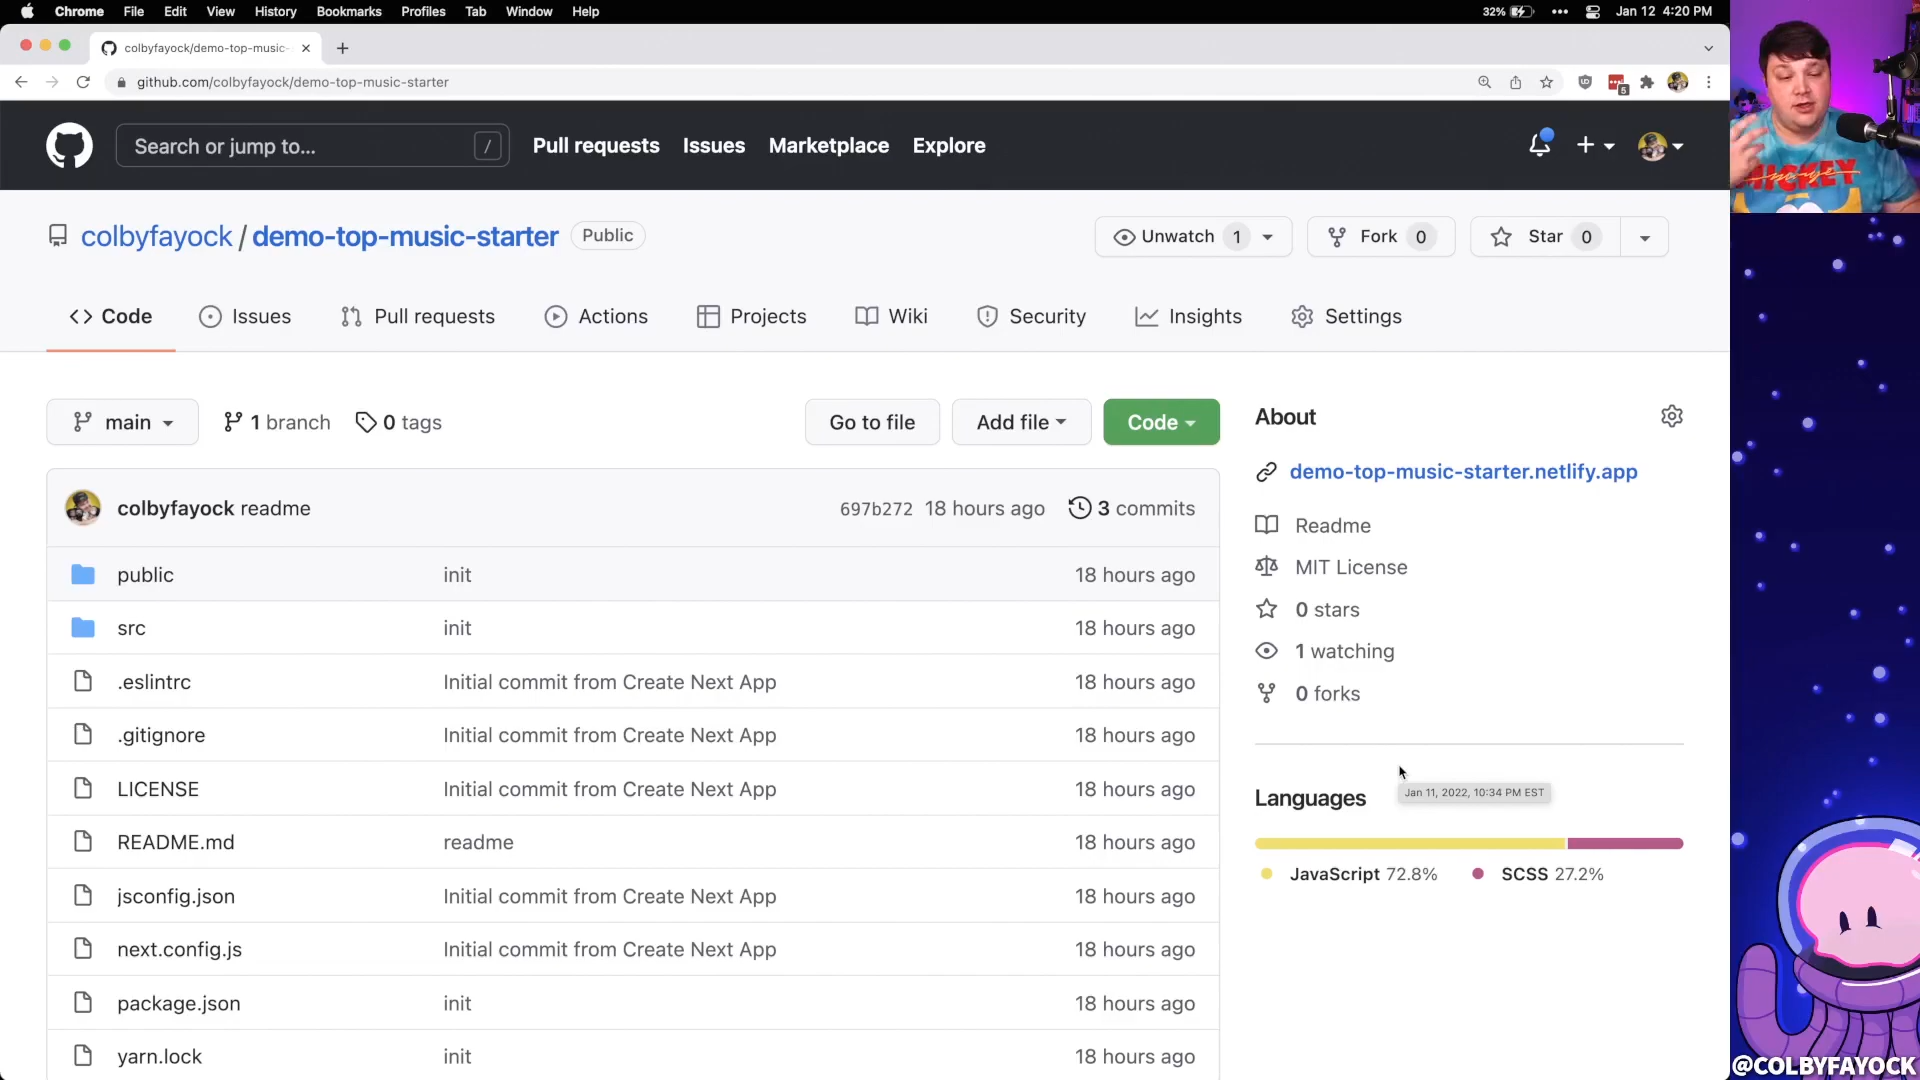 Chrome File Edit View History Bookmarks Profiles Tab Window Help 32% Jan 12 4:20 PM
colbyfayock/demo-top-music-
github.com/colbyfayock/demo-top-music-starter 5
Search or jump to... / Pull requests Issues Marketplace Explore
MICKEY
colbyfayock / demo-top-music-starter Public Unwatch 1 Fork 0 Star 0
Code Issues Pull requests Actions Projects Wiki Security Insights Settings
main 1 branch 0 tags Go to file Add file Code
About
demo-top-music-starter.netlify.app
Readme
MIT License
0 stars
1 watching
0 forks
colbyfayock readme 697b272 18 hours ago 3 commits
public init 18 hours ago
src init 18 hours ago
.eslintrc Initial commit from Create Next App 18 hours ago
.gitignore Initial commit from Create Next App 18 hours ago
LICENSE Initial commit from Create Next App 18 hours ago
README.md readme 18 hours ago
jsconfig.json Initial commit from Create Next App 18 hours ago
next.config.js Initial commit from Create Next App 18 hours ago
package.json init 18 hours ago
yarn.lock init 18 hours ago
Languages
Jan 11, 2022, 10:34 PM EST
JavaScript 72.8% SCSS 27.2%
@COLBYFAYOCK